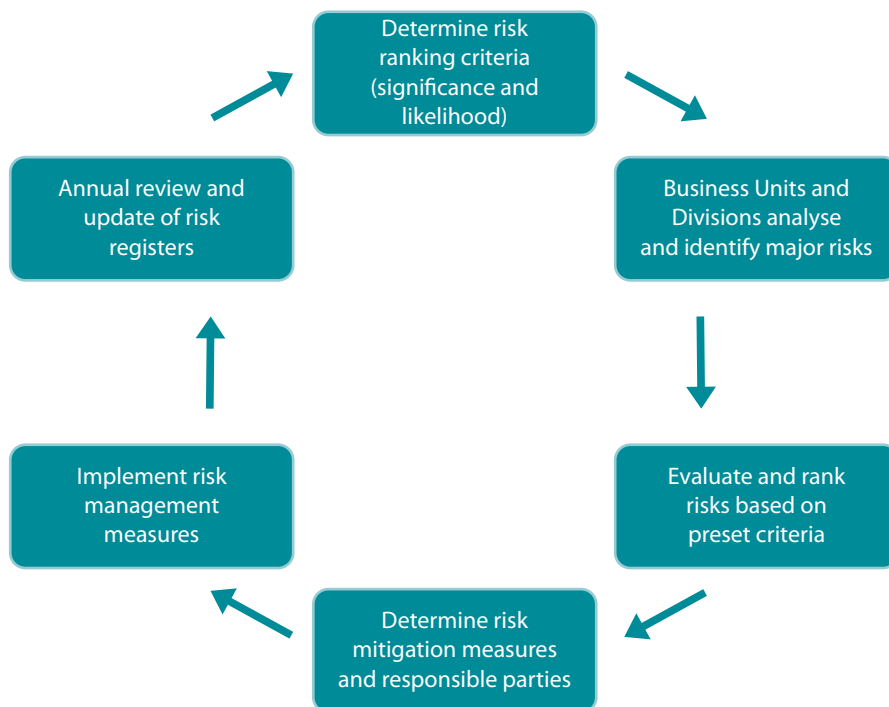 Determine risk
ranking criteria
(significance and
likelihood)
Business Units and
Divisions analyse
and identify major risks
Evaluate and rank
risks based on
preset criteria
Determine risk
mitigation measures
and responsible parties
Implement risk
management
measures
Annual review and
update of risk
registers